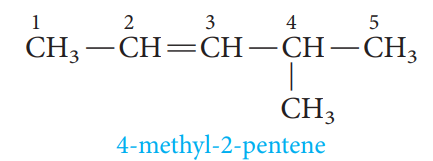 1 2 3 4 5
CH₃—CH=CH—CH—CH₃
|
CH₃
4-methyl-2-pentene